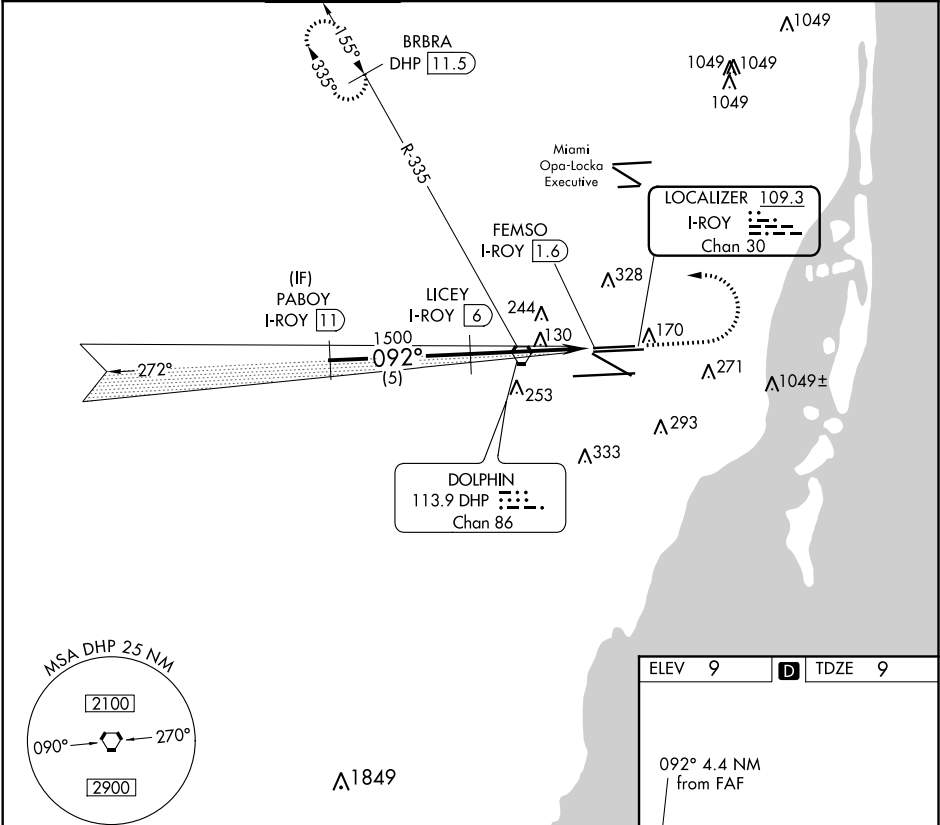 1049
1049 1049
1049
155°
335°
BRBRA
DHP 11.5
R-335
Miami
Opa-Locka
Executive
LOCALIZER 109.3
I-ROY
Chan 30
FEMSO
I-ROY 1.6
328
(IF)
PABOY
I-ROY 11
LICEY
I-ROY 6
244
130
170
1500
092°
(5)
272°
271
1049±
253
293
333
DOLPHIN
113.9 DHP
Chan 86
MSA DHP 25 NM
2100
090°
270°
2900
1849
ELEV 9 D TDZE 9
092° 4.4 NM
from FAF